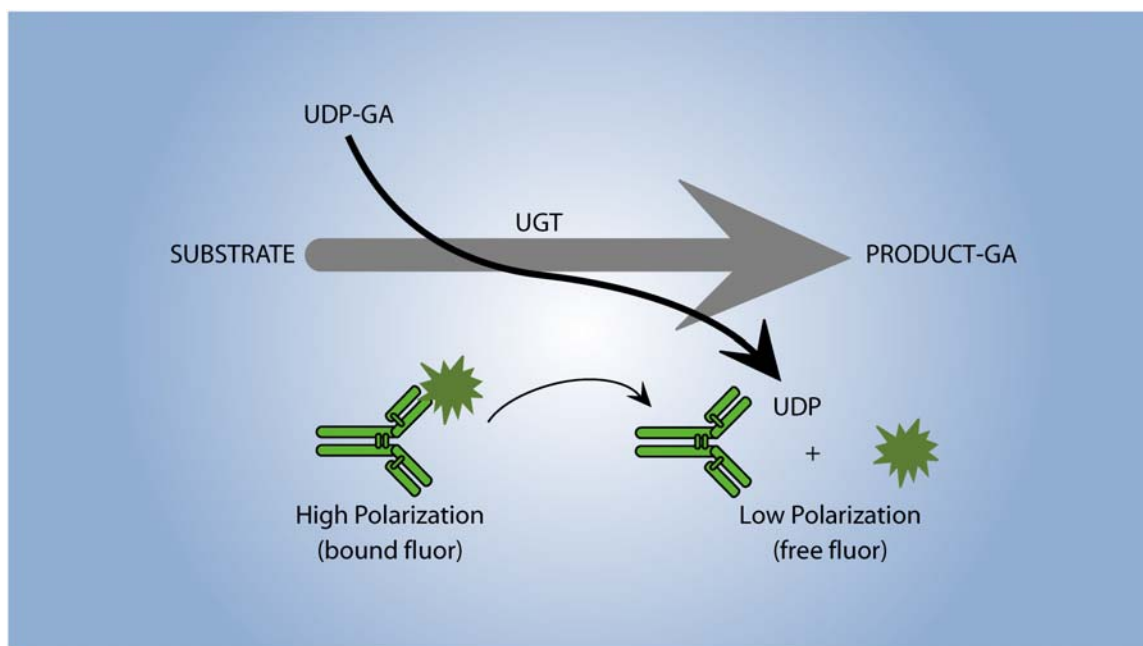 UDP-GA
UGT
SUBSTRATE
PRODUCT-GA
UDP
+
High Polarization
(bound fluor)
Low Polarization
(free fluor)